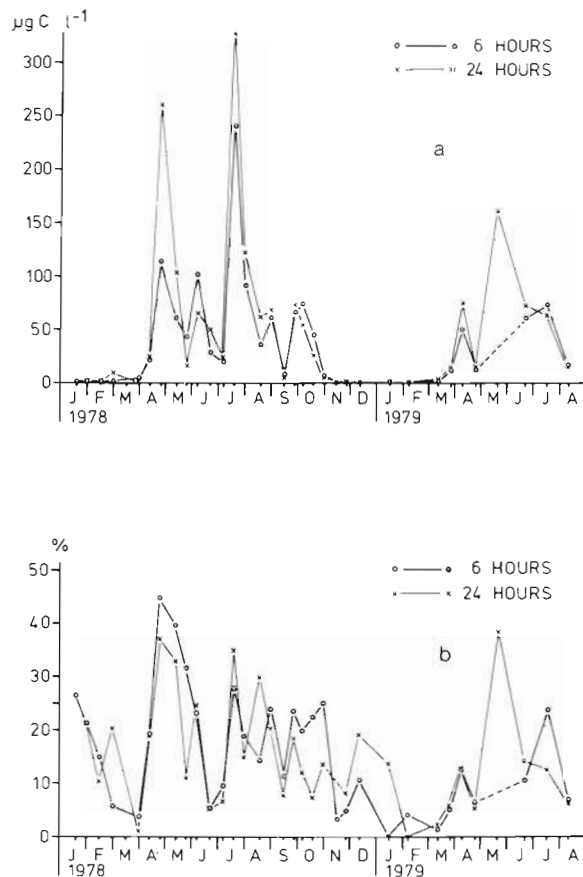 µg C l⁻¹
6 HOURS
24 HOURS
a
300
250
200
150
100
50
0
J F M A M J J A S O N D J F M A M J J A
1978 1979
%
6 HOURS
24 HOURS
b
50
40
30
20
10
0
J F M A M J J A S O N D J F M A M J J A
1978 1979